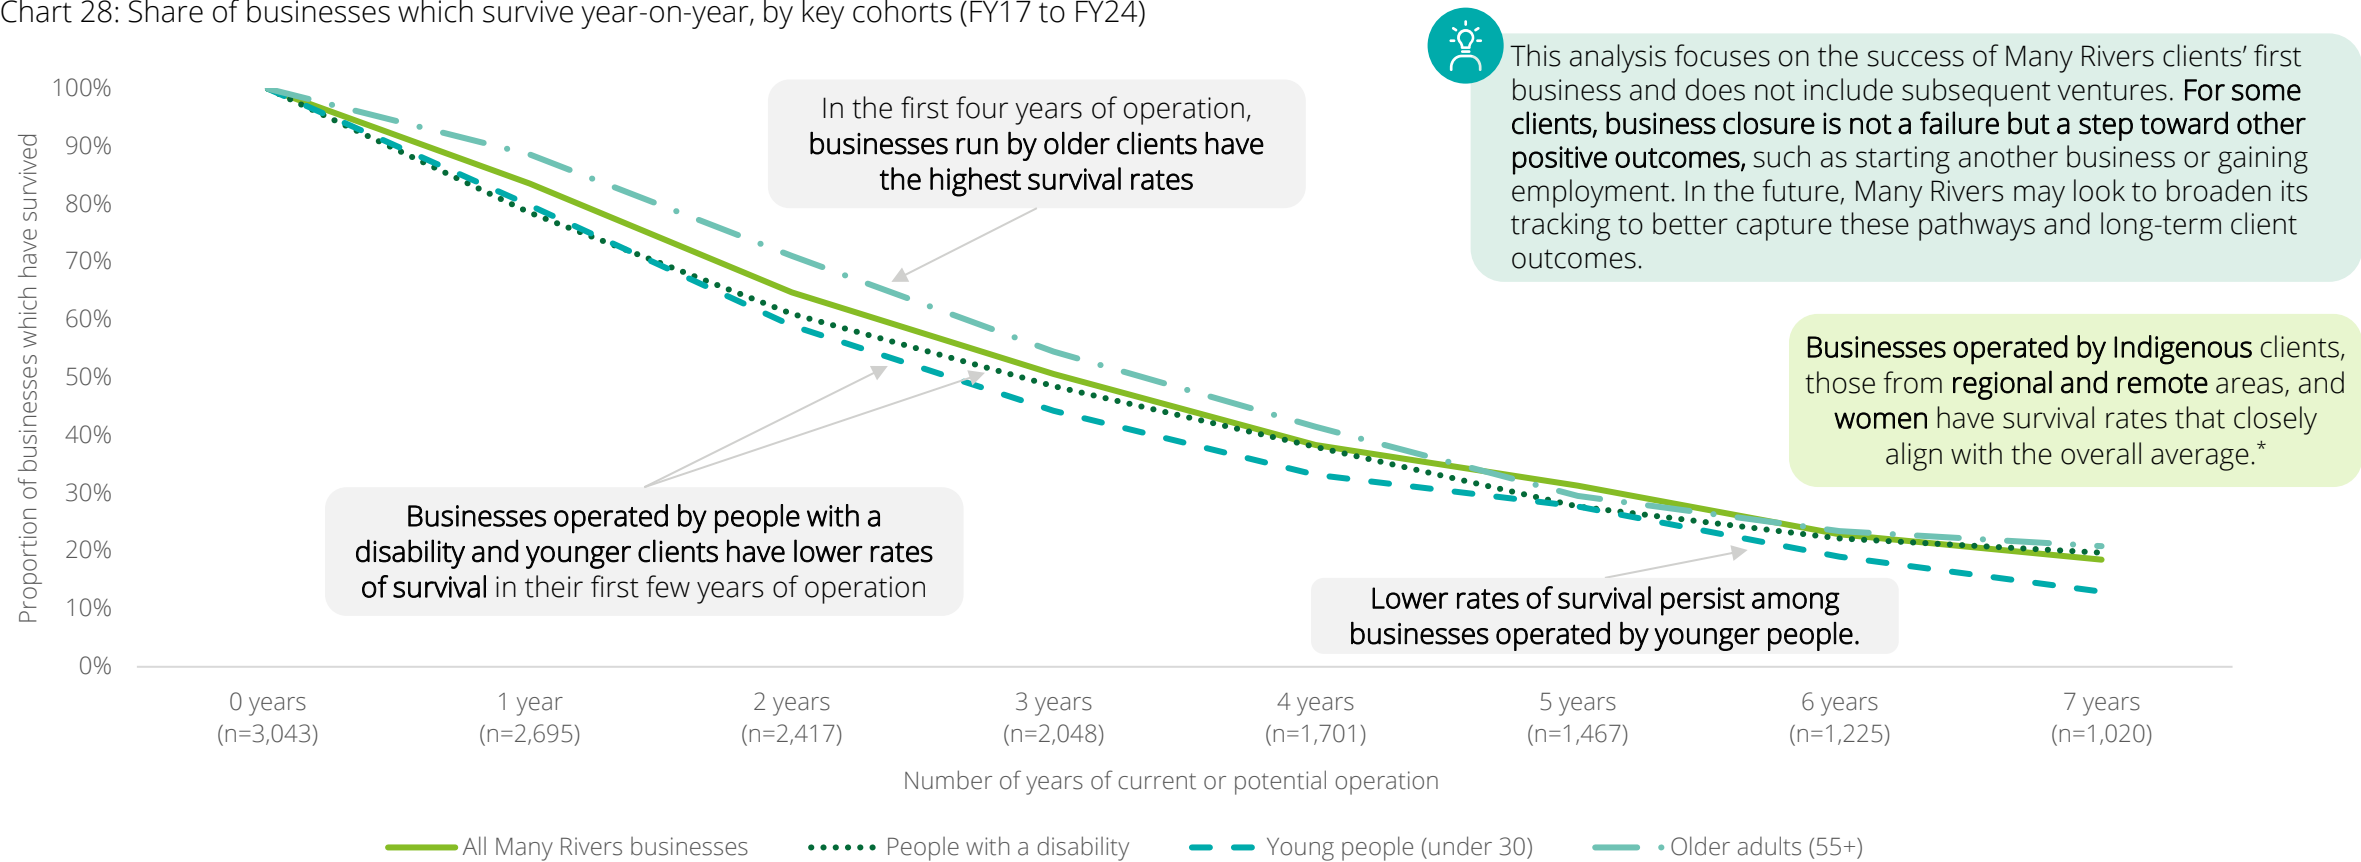 Chart 28: Share of businesses which survive year-on-year, by key cohorts (FY17 to FY24)
This analysis focuses on the success of Many Rivers clients’ first
business and does not include subsequent ventures. For some
clients, business closure is not a failure but a step toward other
positive outcomes, such as starting another business or gaining
employment. In the future, Many Rivers may look to broaden its
tracking to better capture these pathways and long-term client
outcomes.
In the first four years of operation,
businesses run by older clients have
the highest survival rates
Businesses operated by Indigenous clients,
those from regional and remote areas, and
women have survival rates that closely
align with the overall average.*
Businesses operated by people with a
disability and younger clients have lower rates
of survival in their first few years of operation
Lower rates of survival persist among
businesses operated by younger people.
Proportion of businesses which have survived
100%
90%
80%
70%
60%
50%
40%
30%
20%
10%
0%
0 years
(n=3,043)
1 year
(n=2,695)
2 years
(n=2,417)
3 years
(n=2,048)
4 years
(n=1,701)
5 years
(n=1,467)
6 years
(n=1,225)
7 years
(n=1,020)
Number of years of current or potential operation
All Many Rivers businesses
People with a disability
Young people (under 30)
Older adults (55+)